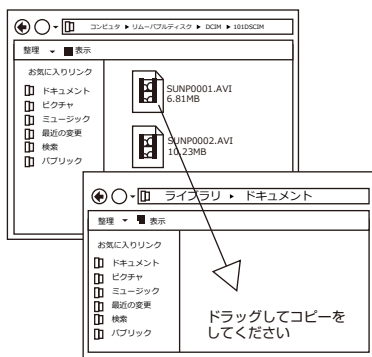 コンピュタ ▶ リムーバブルディスク ▶ DCIM ▶ 101DSCIM
整理 表示
お気に入りリンク
ドキュメント
ピクチャ
ミュージック
最近の変更
検索
パブリック
SUNP0001.AVI
6.81MB
SUNP0002.AVI
10.23MB
ライブラリ ▶ ドキュメント
整理 表示
お気に入りリンク
ドキュメント
ピクチャ
ミュージック
最近の変更
検索
パブリック
ドラッグしてコピーを
してください